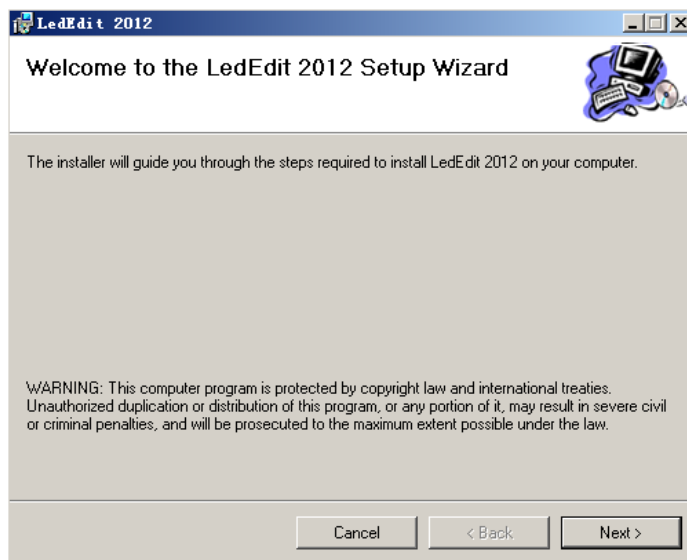 LedEdit 2012
Welcome to the LedEdit 2012 Setup Wizard
The installer will guide you through the steps required to install LedEdit 2012 on your computer.
WARNING: This computer program is protected by copyright law and international treaties.
Unauthorized duplication or distribution of this program, or any portion of it, may result in severe civil
or criminal penalties, and will be prosecuted to the maximum extent possible under the law.
Cancel
< Back
Next >